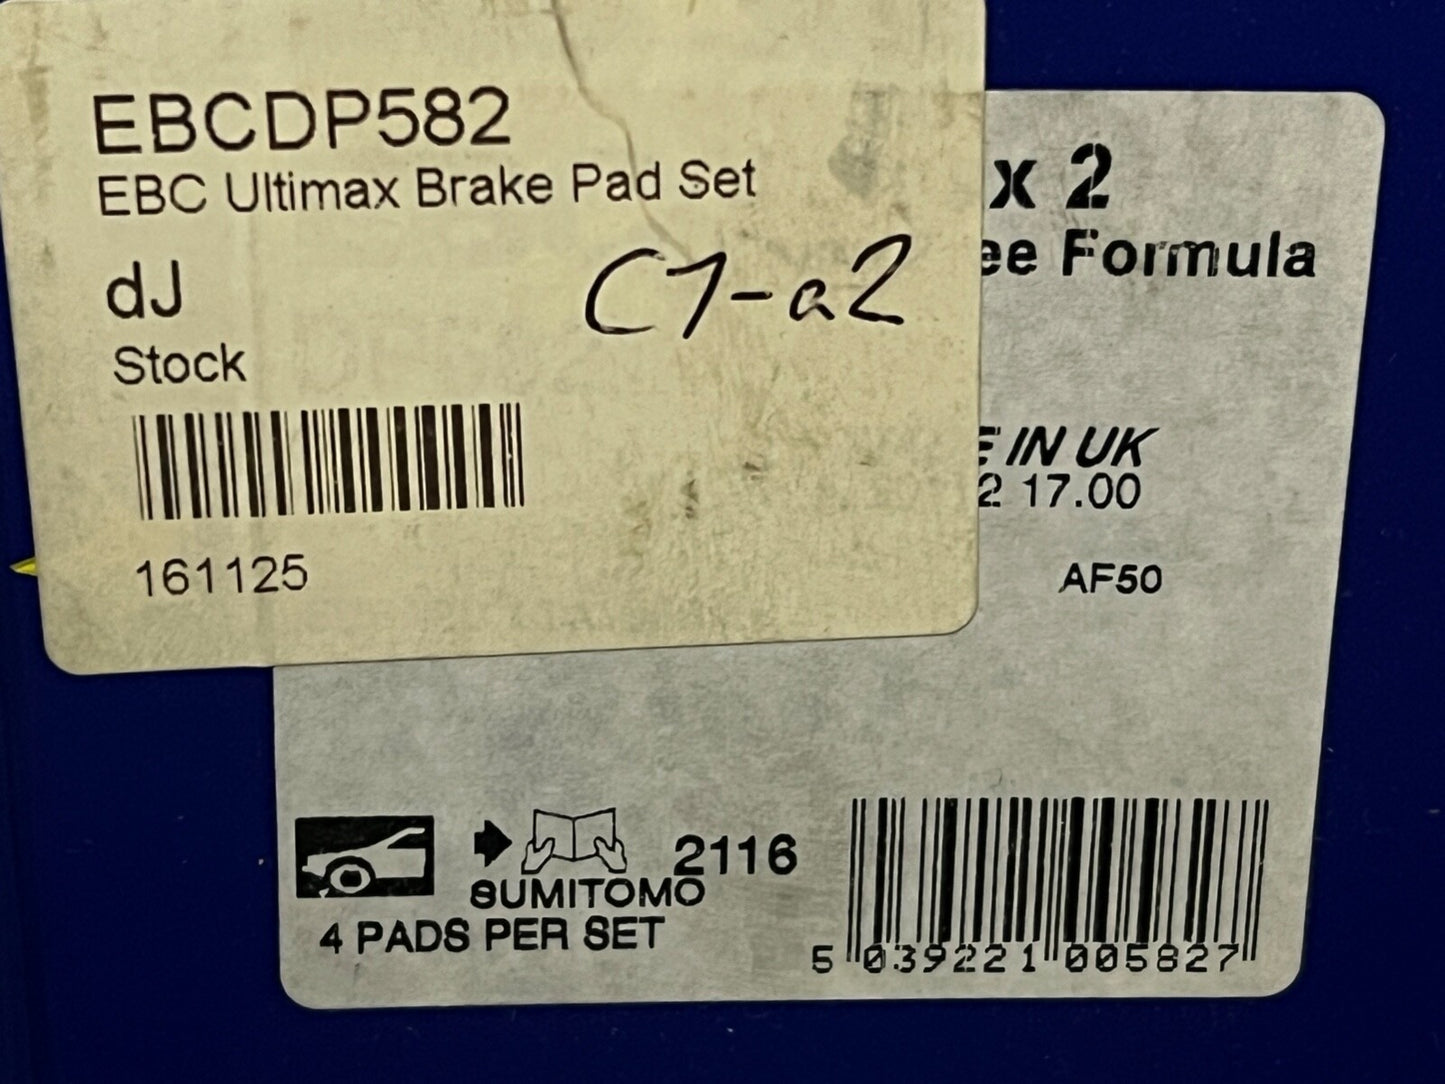 EBCDP582
EBC Ultimax Brake Pad Set
dJ
C1-a2
Stock
161125
x 2
ee Formula
E IN UK
2 17.00
AF50
2116
SUMITOMO
4 PADS PER SET
5 039221 005827